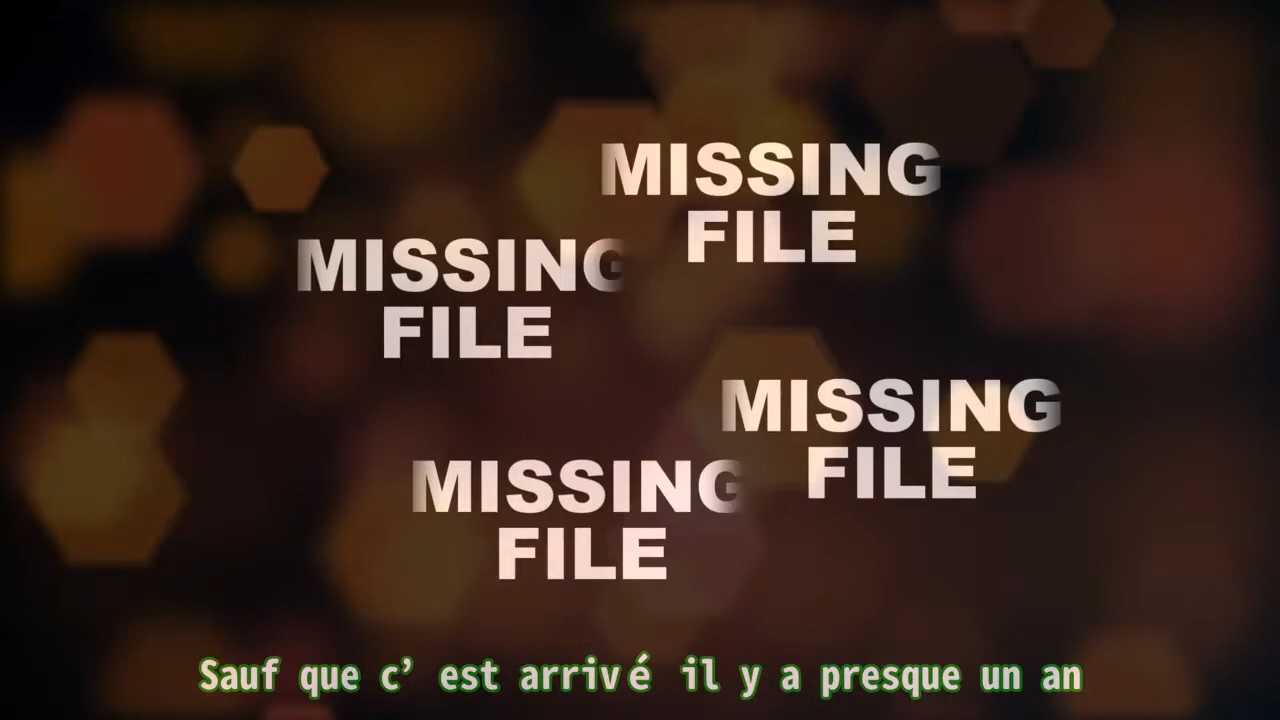 MISSING
FILE
MISSING
FILE
MISSING
FILE
MISSING
FILE
Sauf que c’ est arrivé il y a presque un an